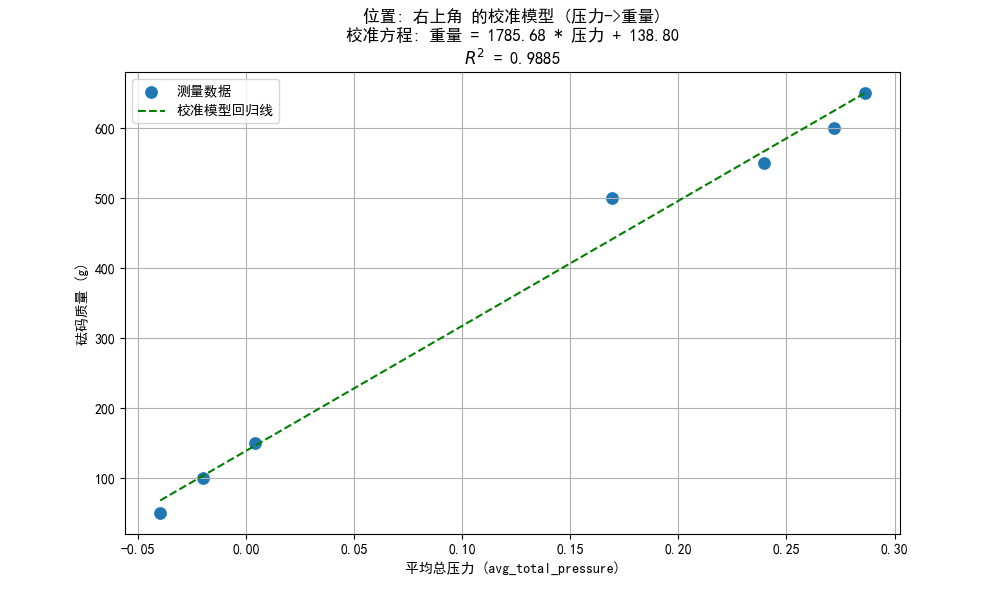 位置: 右上角 的校准模型 (压力->重量)
校准方程: 重量 = 1785.68 * 压力 + 138.80
R² = 0.9885
测量数据
校准模型回归线
600
500
400
300
200
100
砝码质量 (g)
−0.05 0.00 0.05 0.10 0.15 0.20 0.25 0.30
平均总压力 (avg_total_pressure)